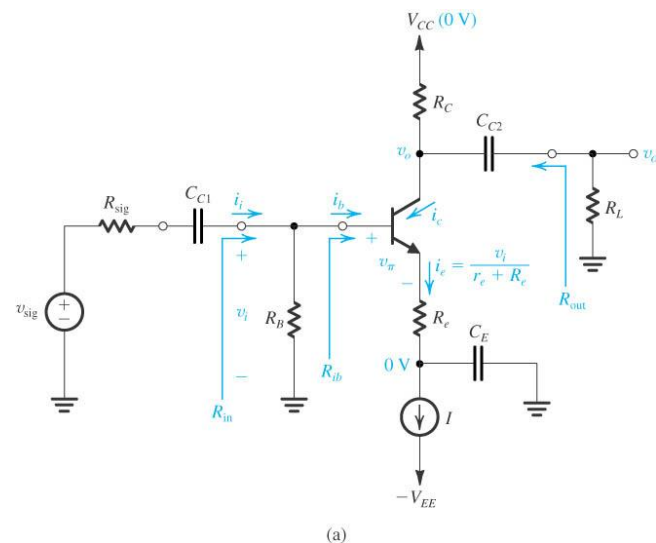 V_CC (0 V)
R_C
C_C2
v_o
v_o
R_sig
C_C1
i_i
i_b
i_c
R_L
+
+
v_π
−
i_e = v_i / (r_e + R_e)
R_out
v_sig
+
−
v_i
R_B
R_e
C_E
0 V
−
R_in
R_ib
I
−V_EE
(a)